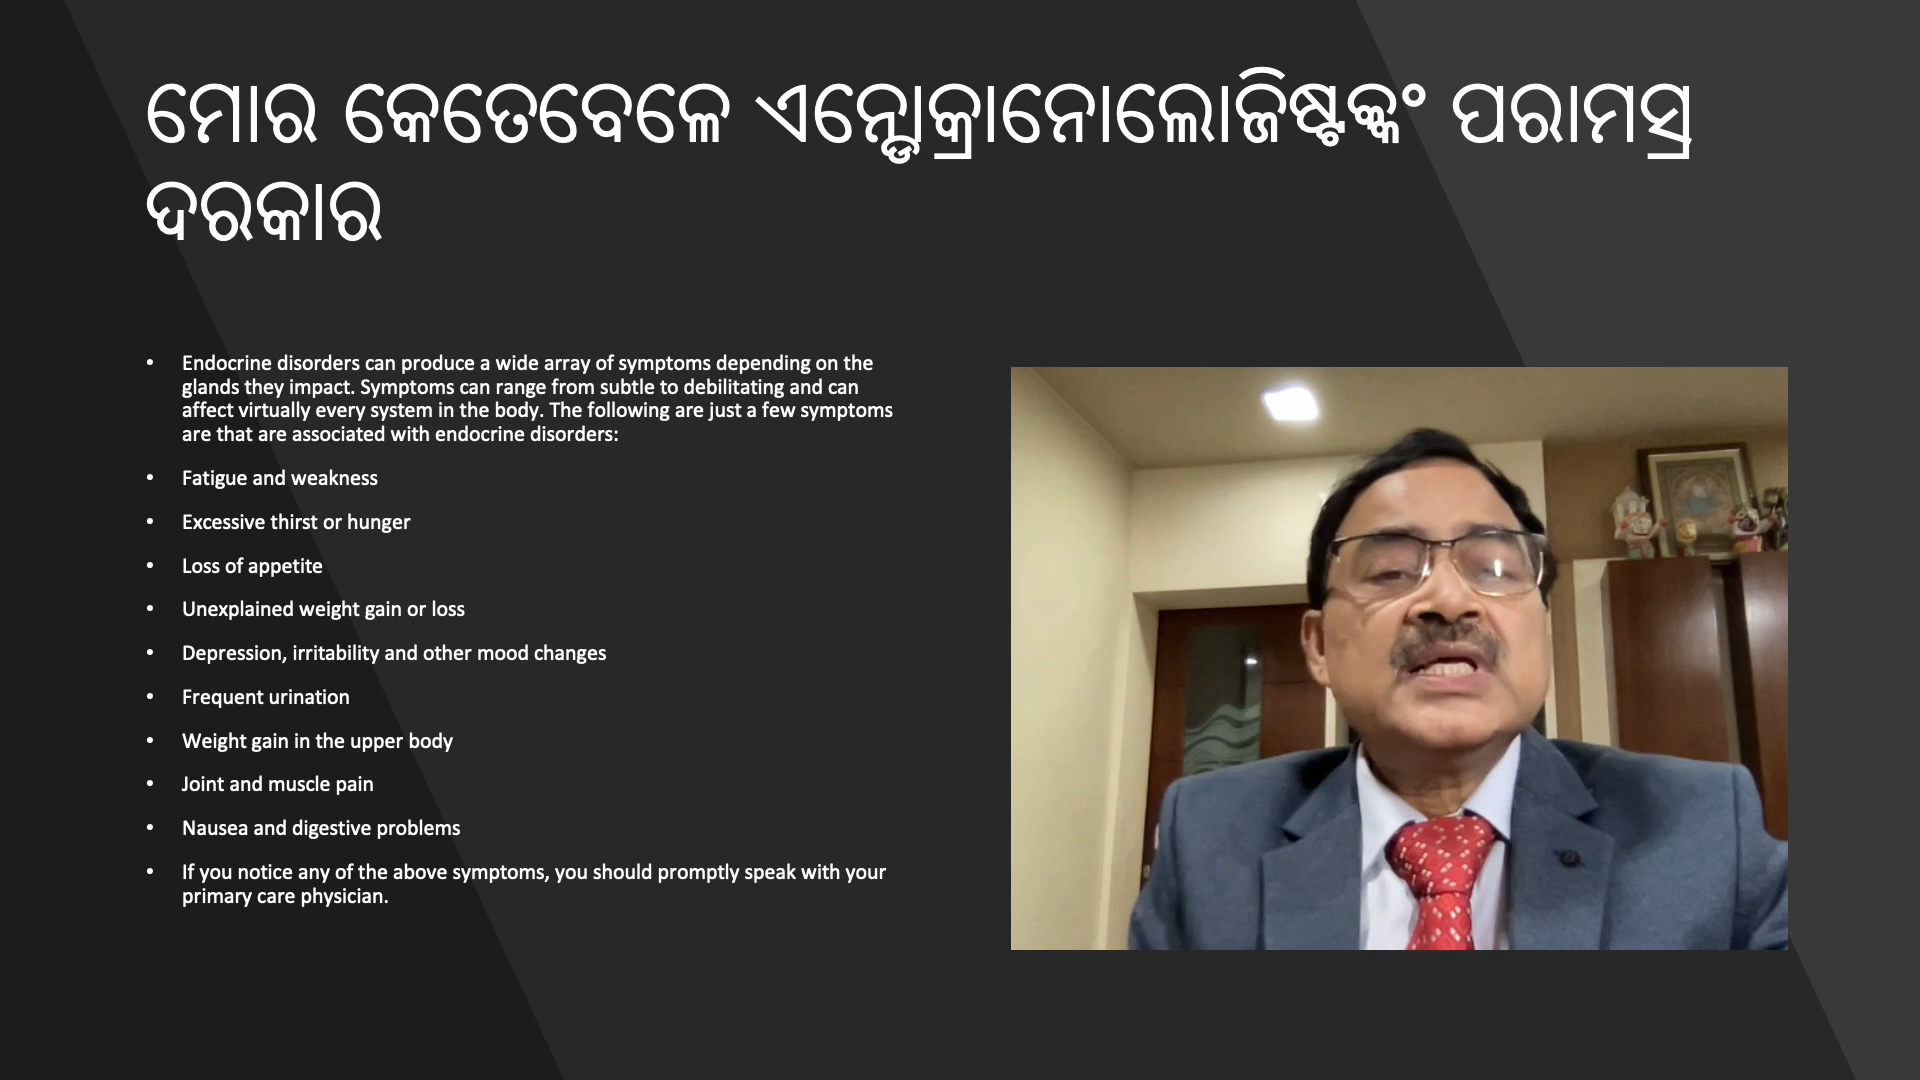 ମୋର କେତେବେଳେ ଏନ୍ଡୋକ୍ରାନୋଲୋଜିଷ୍ଟଙ୍କଂ ପରାମସ୍ର
ଦରକାର
• Endocrine disorders can produce a wide array of symptoms depending on the
glands they impact. Symptoms can range from subtle to debilitating and can
affect virtually every system in the body. The following are just a few symptoms
are that are associated with endocrine disorders:
• Fatigue and weakness
• Excessive thirst or hunger
• Loss of appetite
• Unexplained weight gain or loss
• Depression, irritability and other mood changes
• Frequent urination
• Weight gain in the upper body
• Joint and muscle pain
• Nausea and digestive problems
• If you notice any of the above symptoms, you should promptly speak with your
primary care physician.